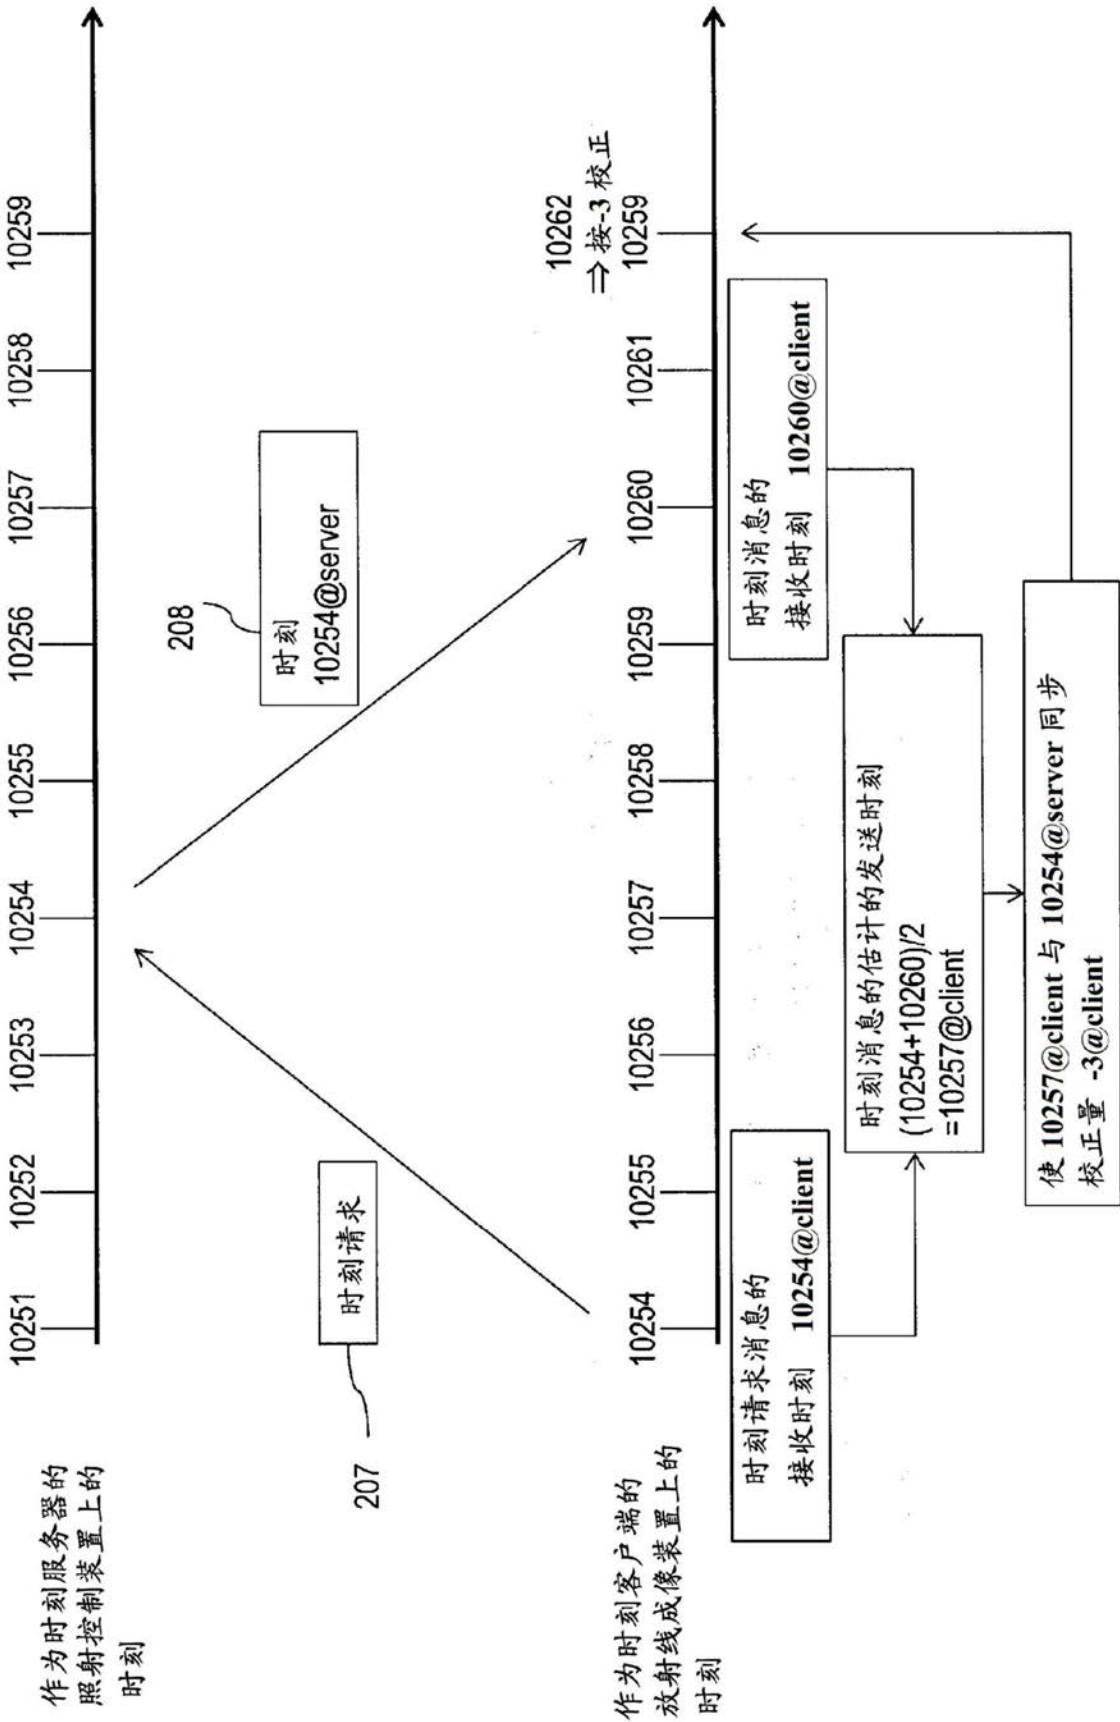 作为时刻服务器的
照射控制装置上的
时刻
10251
10252
10253
10254
10255
10256
10257
10258
10259
207
时刻请求
208
时刻
10254@server
作为时刻客户端的
放射线成像装置上的
时刻
10254
10255
10256
10257
10258
10259
10260
10261
10262
⇒按-3 校正
10259
时刻请求消息的
接收时刻 10254@client
时刻消息的
接收时刻 10260@client
时刻消息的估计的发送时刻
(10254+10260)/2
=10257@client
使 10257@client 与 10254@server 同步
校正量 -3@client